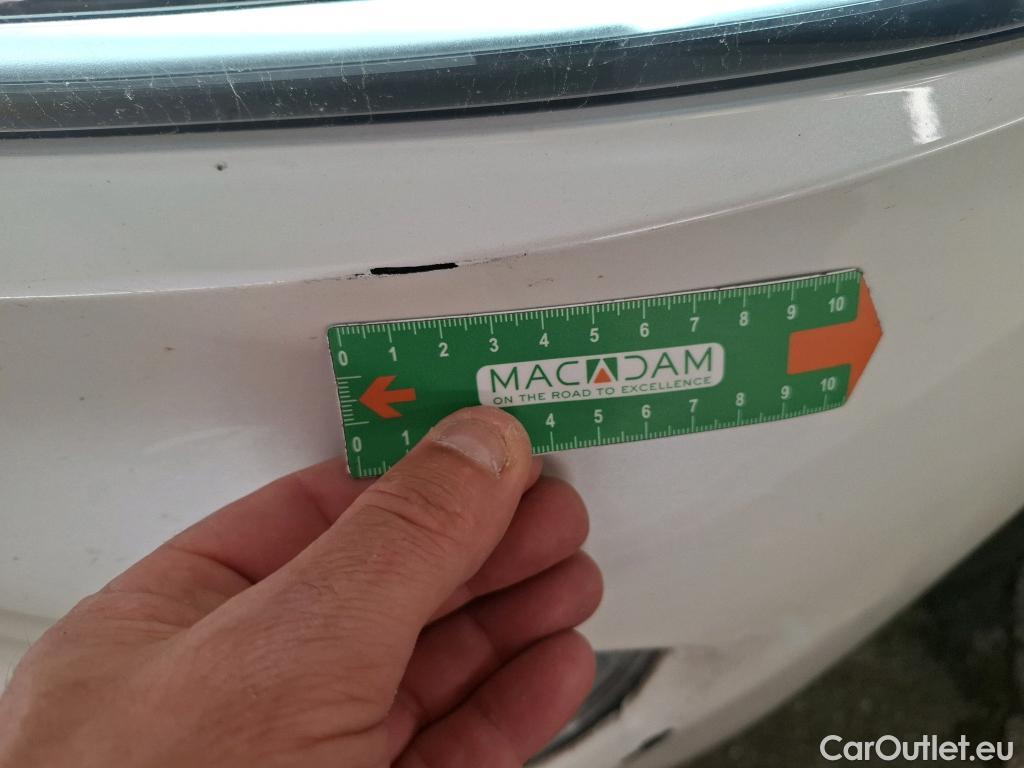 0 1 2 3 4 5 6 7 8 9 10
MACADAM
ON THE ROAD TO EXCELLENCE
0 1 4 5 6 7 8 9 10
CarOutlet.eu